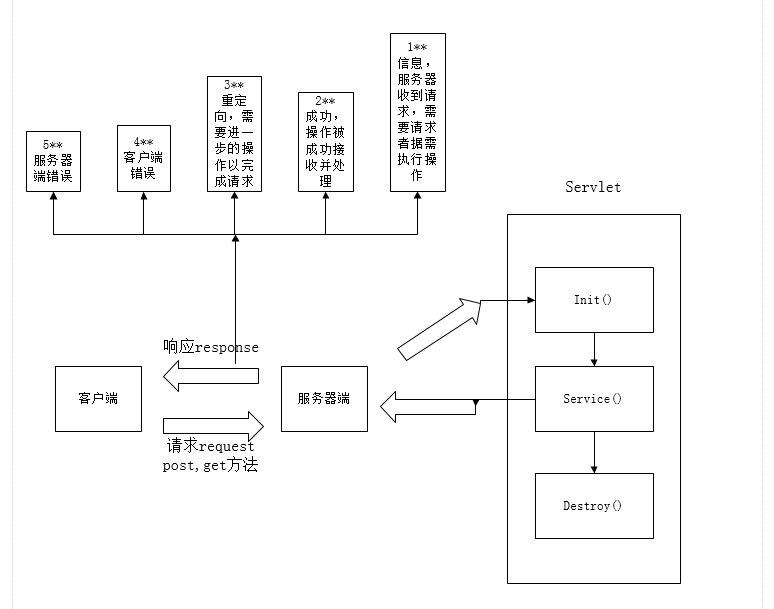 5**
服务器
端错误
4**
客户端
错误
3**
重定
向，需
要进一
步的操
作以完
成请求
2**
成功，
操作被
成功接
收并处
理
1**
信息，
服务器
收到请
求，需
要请求
者据需
执行操
作
Servlet
Init()
响应response
客户端
服务器端
Service()
请求request
post,get方法
Destroy()